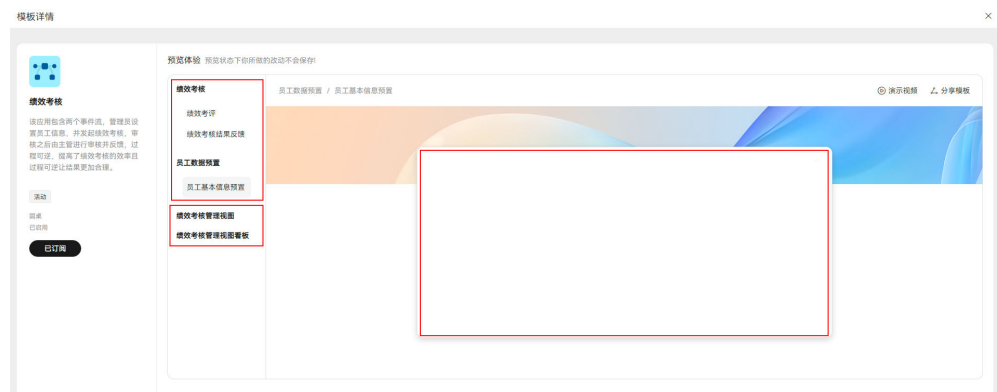 模板详情
×
绩效考核
该应用包含两个事件流，管理员设
置员工信息，并发起绩效考核，审
核之后由主管进行审核并反馈，过
程可逆，提高了绩效考核的效率且
过程可逆让结果更加合理。
活动
已启用
已订阅
预览体验 预览状态下你所做的改动不会保存!
绩效考核
绩效考评
绩效考核结果反馈
员工数据预置
员工基本信息预置
绩效考核管理视图
绩效考核管理视图看板
员工数据预置 / 员工基本信息预置
演示视频 分享模板